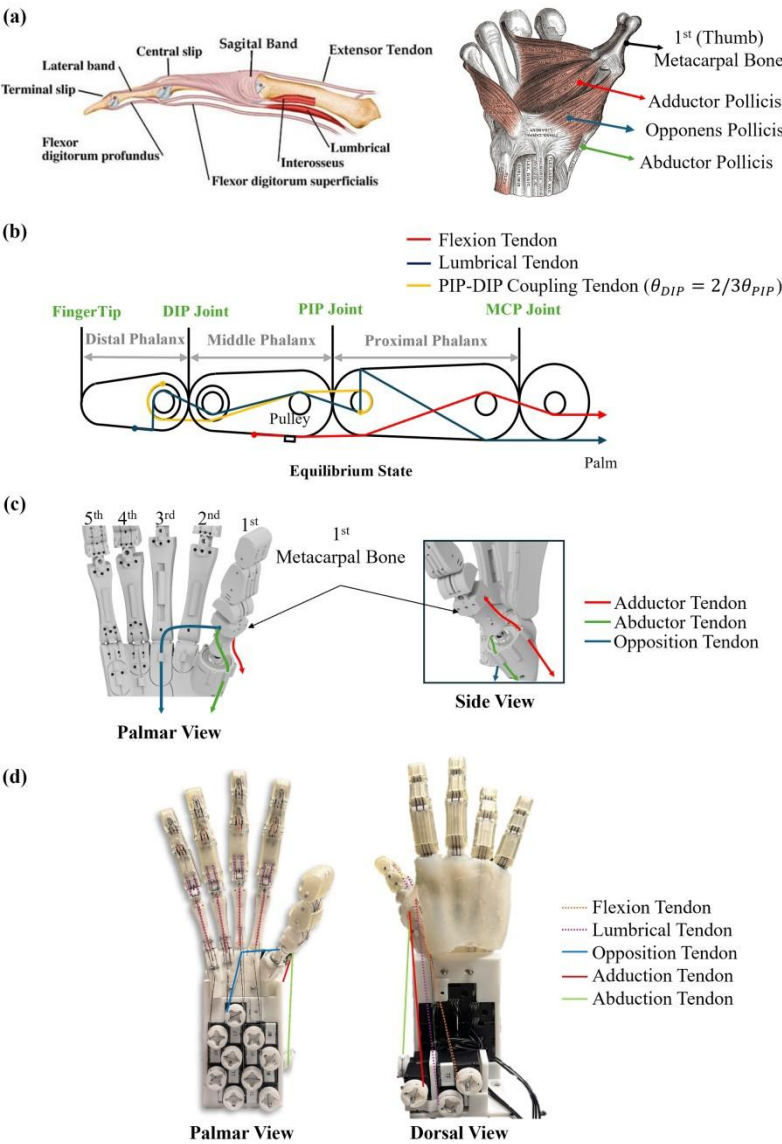 (a)
Central slip
Sagital Band
Extensor Tendon
Lateral band
Terminal slip
Flexor
digitorum profundus
Lumbrical
Interosseus
Flexor digitorum superficialis
1st (Thumb)
Metacarpal Bone
Adductor Pollicis
Opponens Pollicis
Abductor Pollicis
(b)
Flexion Tendon
Lumbrical Tendon
PIP-DIP Coupling Tendon (θDIP = 2/3θPIP)
FingerTip
DIP Joint
PIP Joint
MCP Joint
Distal Phalanx
Middle Phalanx
Proximal Phalanx
Pulley
Palm
Equilibrium State
(c)
5th
4th
3rd
2nd
1st
1st
Metacarpal Bone
Adductor Tendon
Abductor Tendon
Opposition Tendon
Side View
Palmar View
(d)
Flexion Tendon
Lumbrical Tendon
Opposition Tendon
Adduction Tendon
Abduction Tendon
Palmar View
Dorsal View